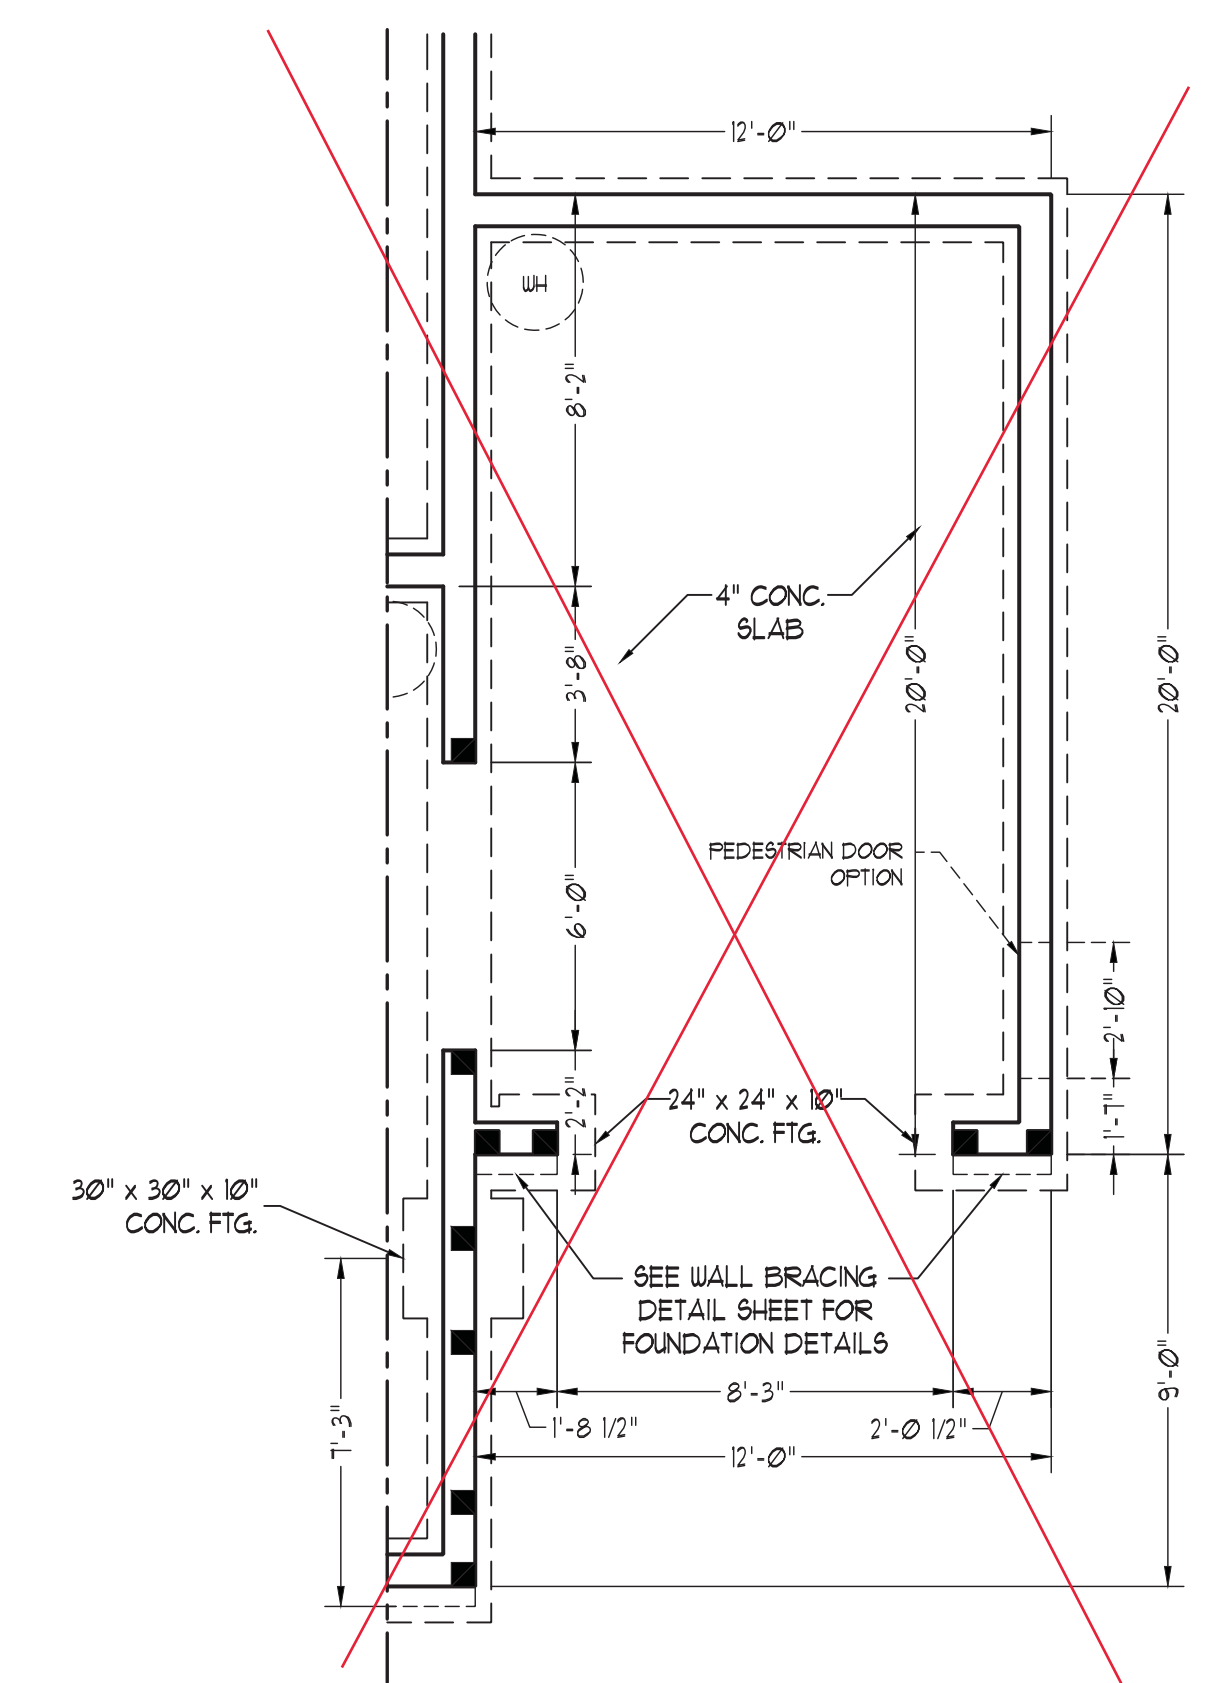 12'-0"
WH
8'-2"
4" CONC.
SLAB
3'-8"
20'-0"
20'-0"
PEDESTRIAN DOOR
OPTION
6'-0"
2'-10"
24" x 24" x 10"
CONC. FTG.
2'-2"
1'-7"
30" x 30" x 10"
CONC. FTG.
SEE WALL BRACING
DETAIL SHEET FOR
FOUNDATION DETAILS
9'-0"
8'-3"
7'-3"
1'-8 1/2"
2'-0 1/2"
12'-0"